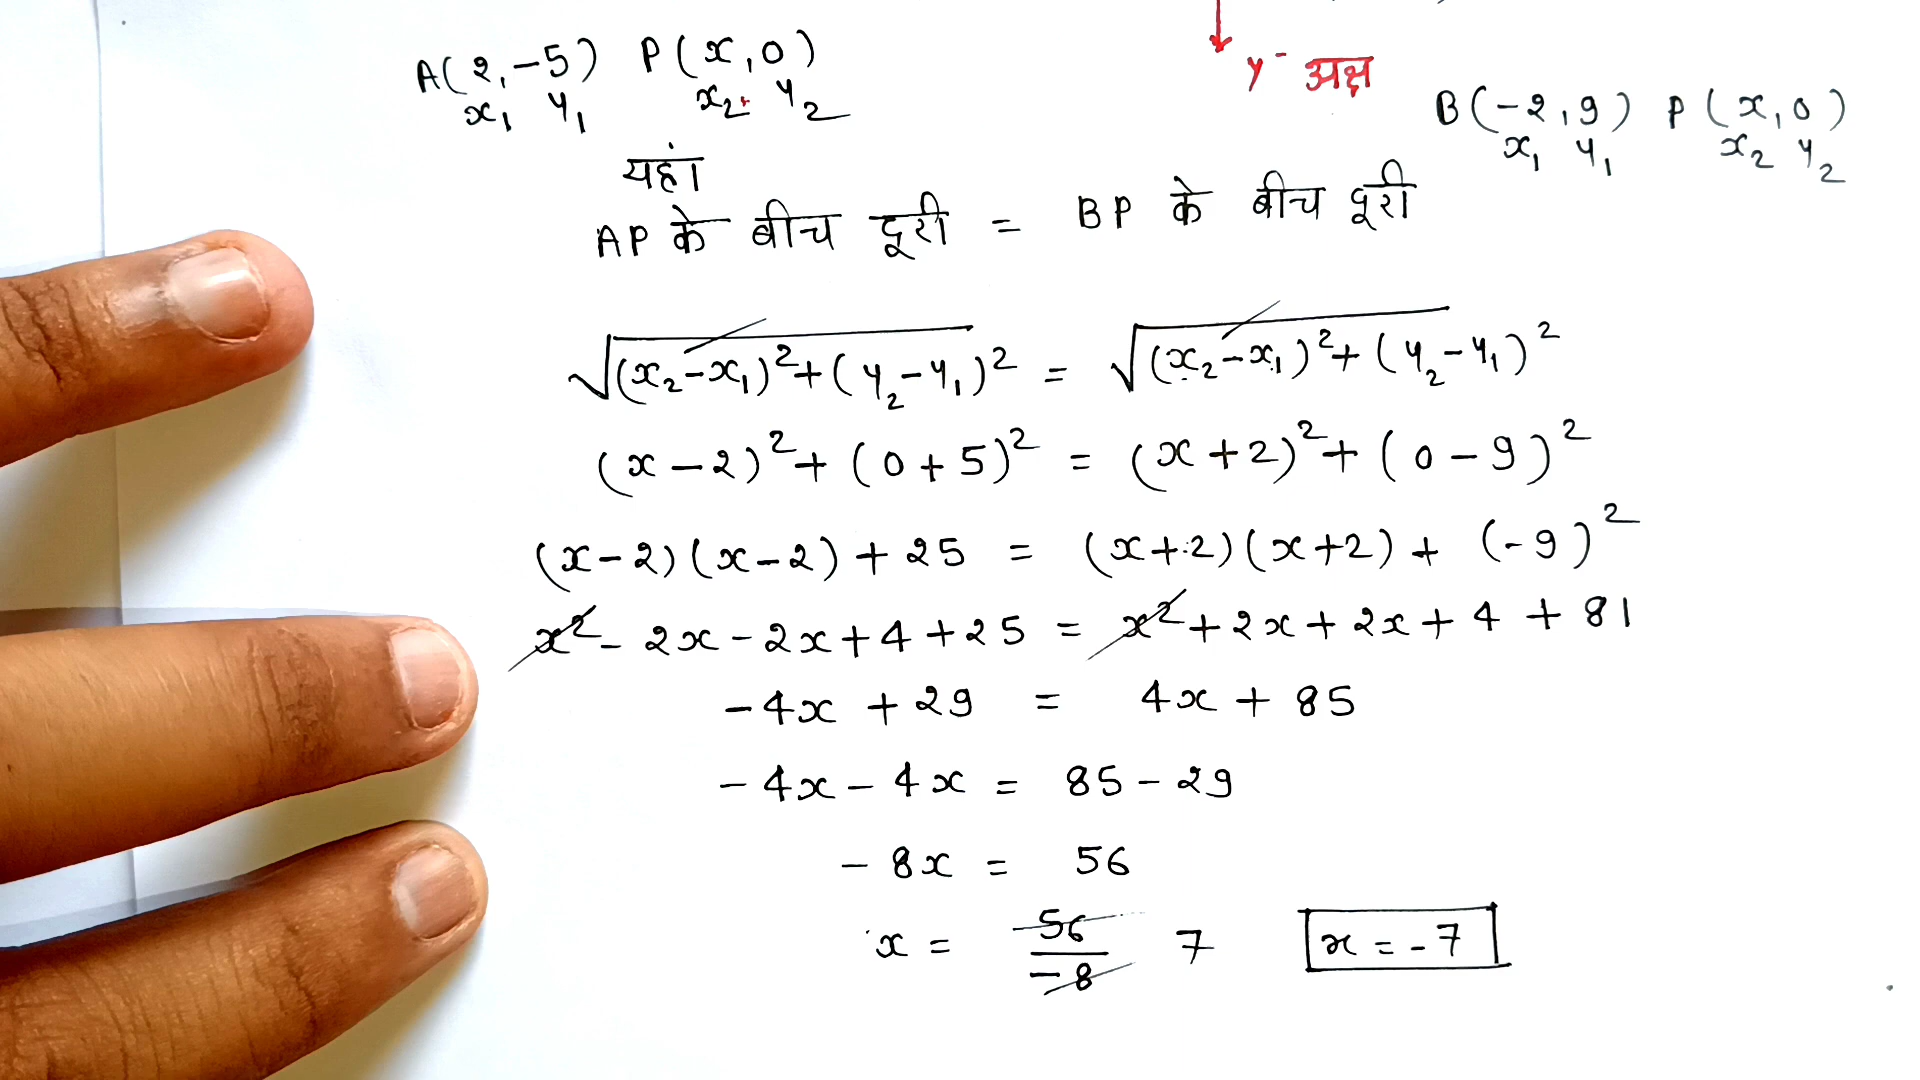 A(2,-5) P(x,0)
x₁ y₁ x₂ y₂
y⁻ अक्ष
B(-2,9) P(x,0)
x₁ y₁ x₂ y₂
यहां
AP के बीच दूरी = BP के बीच दूरी
√(x₂-x₁)²+(y₂-y₁)² = √(x₂-x₁)²+(y₂-y₁)²
(x-2)²+(0+5)² = (x+2)²+(0-9)²
(x-2)(x-2)+25 = (x+2)(x+2)+(-9)²
x²-2x-2x+4+25 = x²+2x+2x+4+81
-4x+29 = 4x+85
-4x-4x = 85-29
-8x = 56
x = 56/-8 7 x=-7